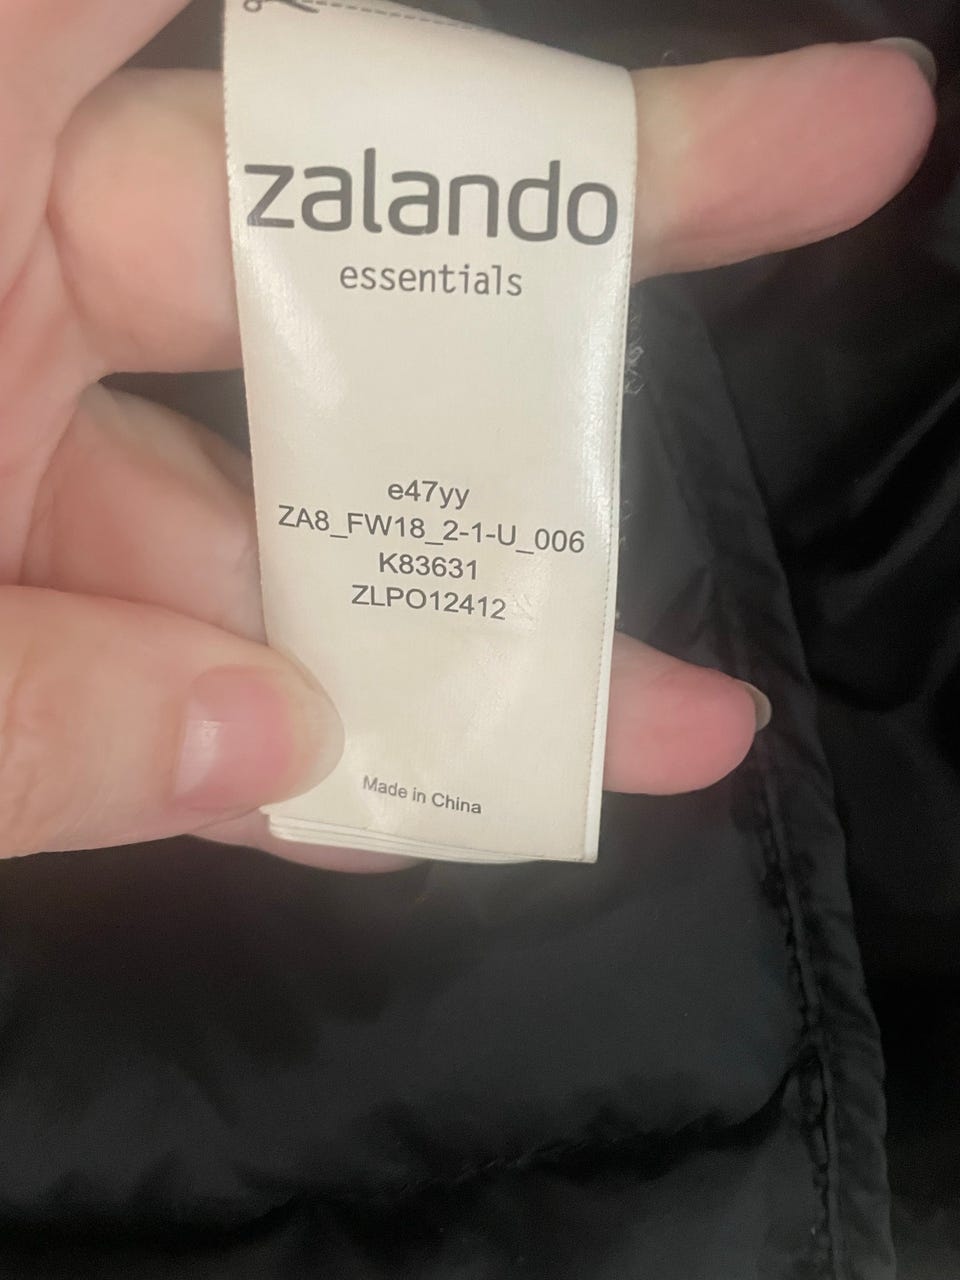 zalando
essentials
e47yy
ZA8_FW18_2-1-U_006
K83631
ZLPO12412
Made in China